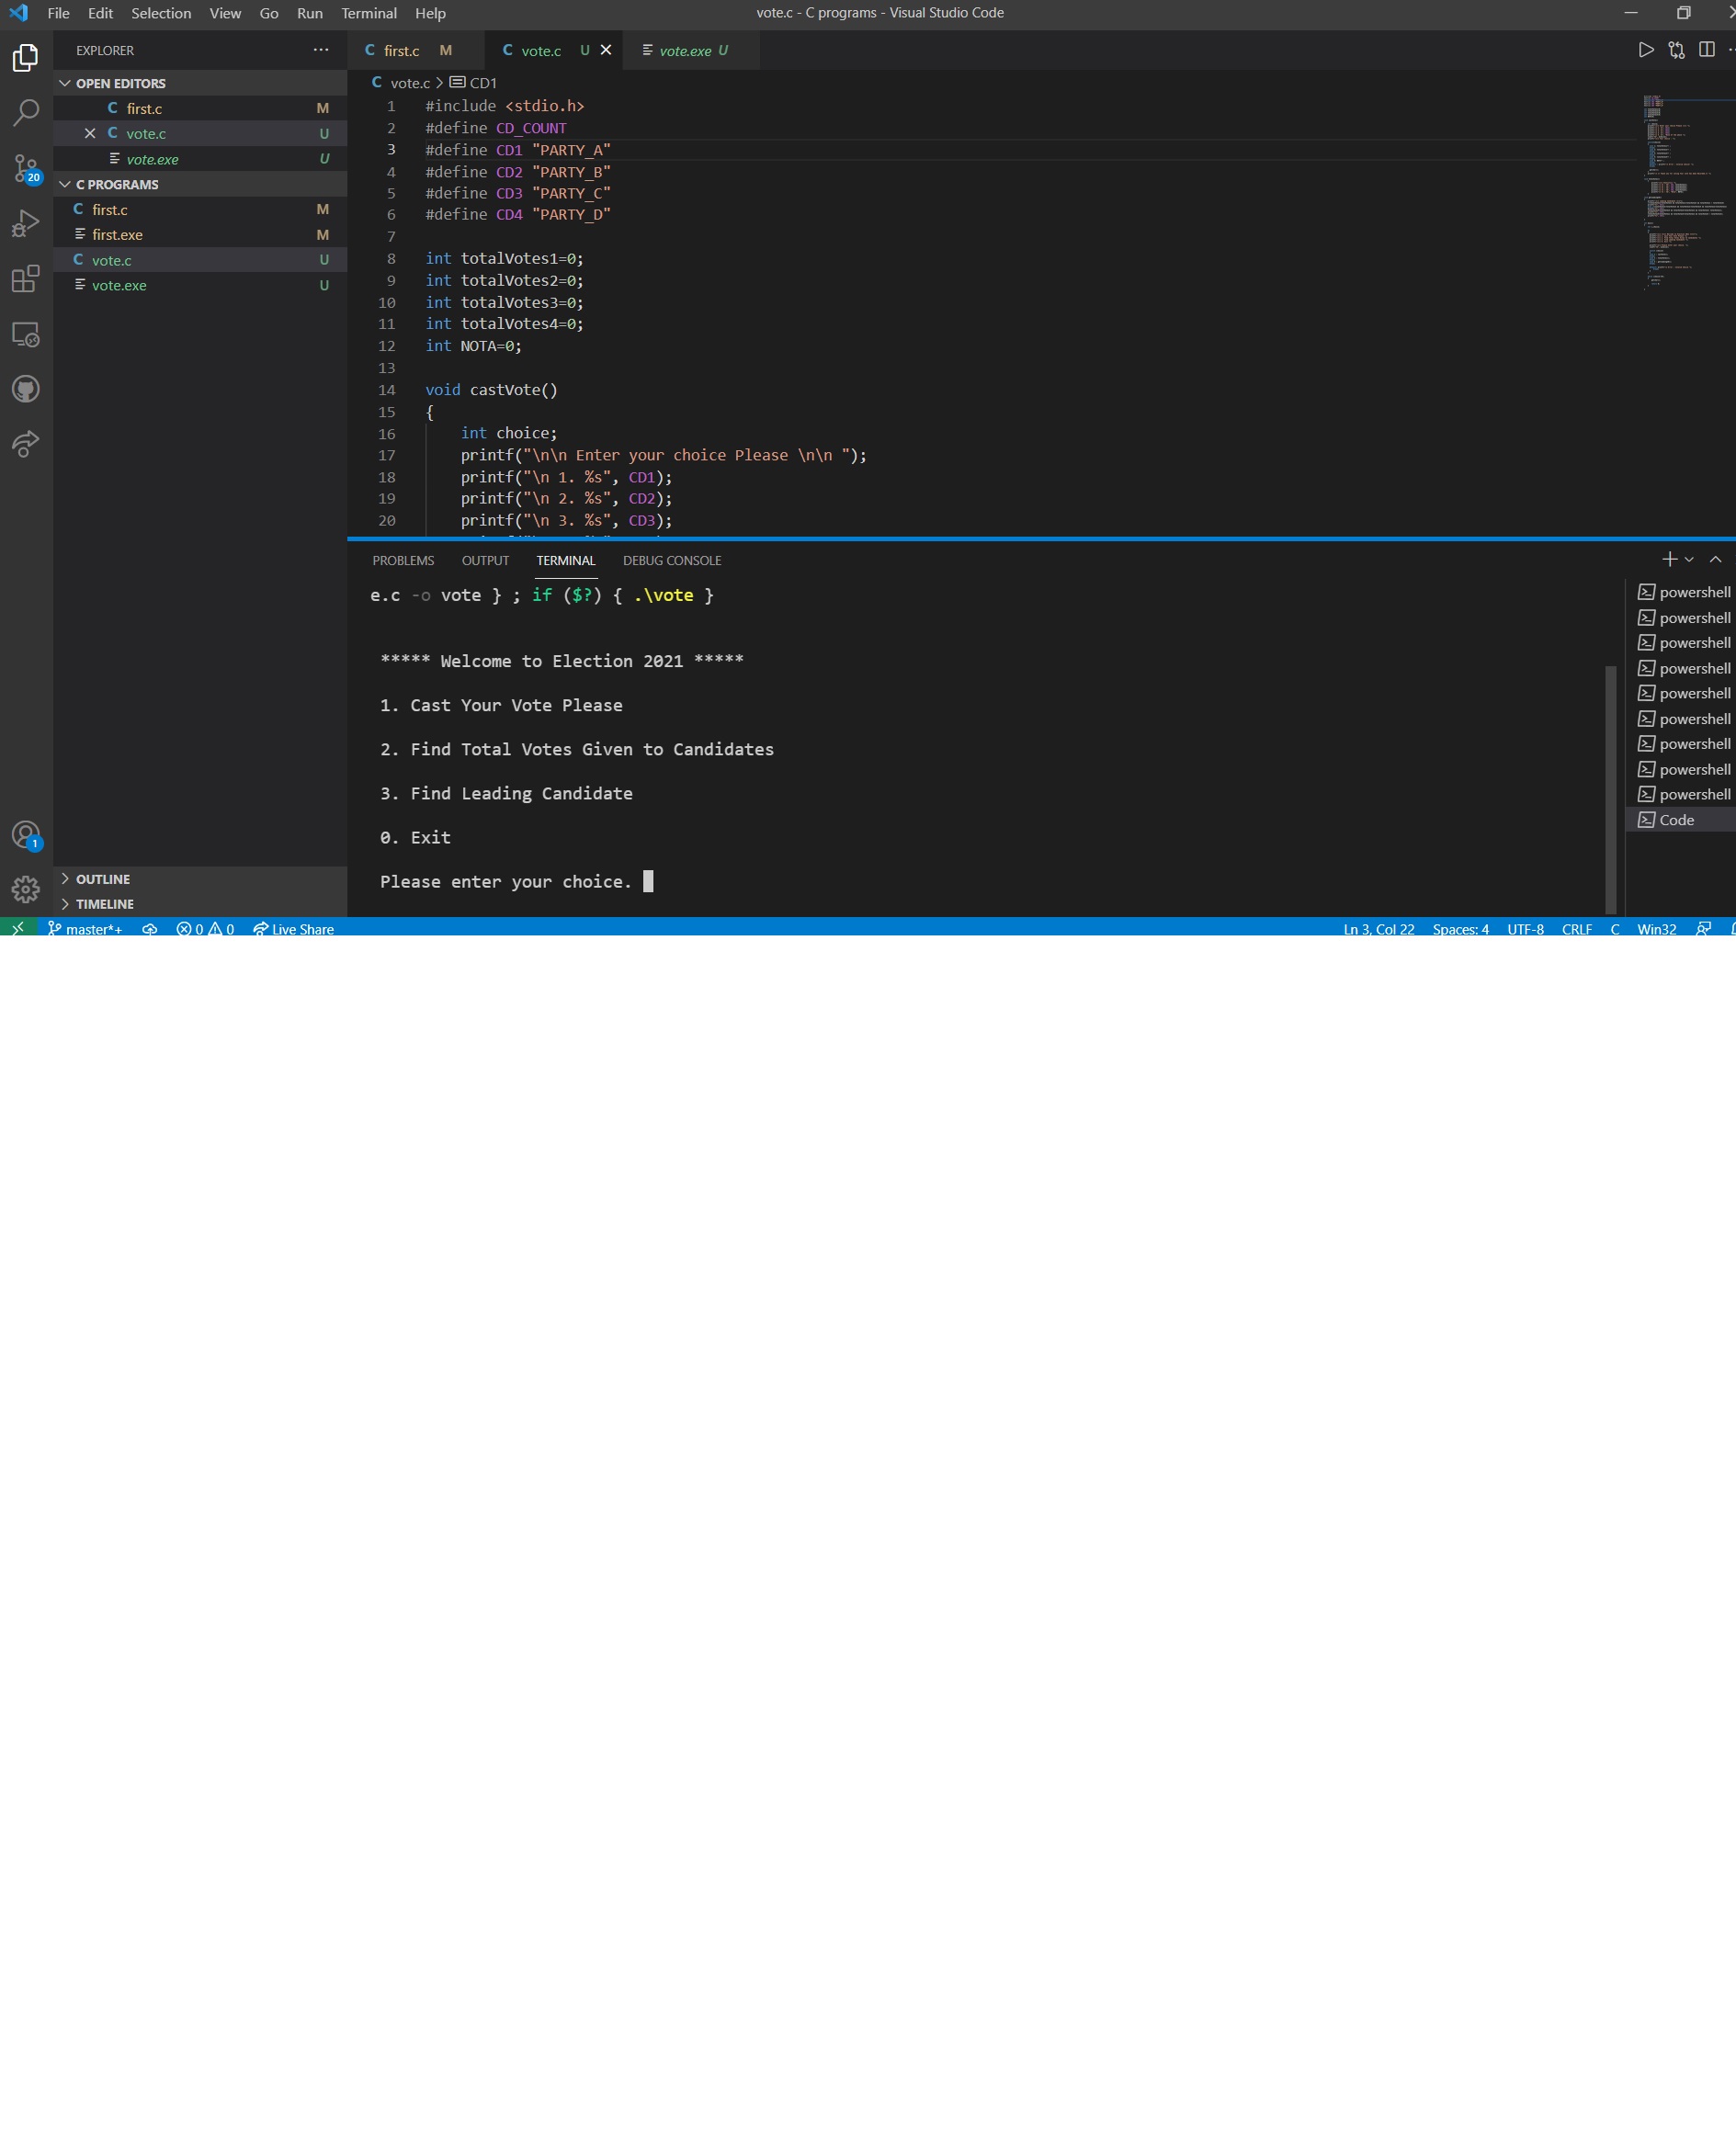 File Edit Selection View Go Run Terminal Help
vote.c - C programs - Visual Studio Code
EXPLORER
OPEN EDITORS
C first.c M
C vote.c U
vote.exe U
C PROGRAMS
C first.c M
first.exe M
C vote.c U
vote.exe U
OUTLINE
TIMELINE
20
1
C first.c M
C vote.c U
vote.exe U
C vote.c > CD1
1 #include <stdio.h>
2 #define CD_COUNT
3 #define CD1 "PARTY_A"
4 #define CD2 "PARTY_B"
5 #define CD3 "PARTY_C"
6 #define CD4 "PARTY_D"
7
8 int totalVotes1=0;
9 int totalVotes2=0;
10 int totalVotes3=0;
11 int totalVotes4=0;
12 int NOTA=0;
13
14 void castVote()
15 {
16 int choice;
17 printf("\n\n Enter your choice Please \n\n ");
18 printf("\n 1. %s", CD1);
19 printf("\n 2. %s", CD2);
20 printf("\n 3. %s", CD3);
PROBLEMS OUTPUT TERMINAL DEBUG CONSOLE
e.c -o vote } ; if ($?) { .\vote }
***** Welcome to Election 2021 *****
1. Cast Your Vote Please
2. Find Total Votes Given to Candidates
3. Find Leading Candidate
0. Exit
Please enter your choice.
powershell
powershell
powershell
powershell
powershell
powershell
powershell
powershell
powershell
Code
master*+ 0 0 Live Share
Ln 3, Col 22 Spaces: 4 UTF-8 CRLF C Win32